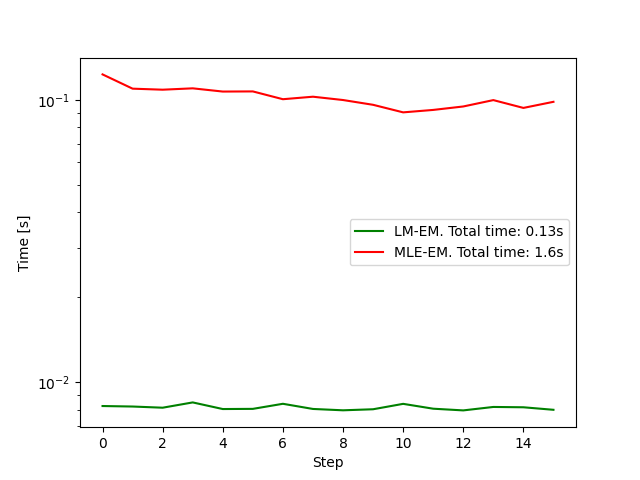 10⁻¹
10⁻²
Time [s]
LM-EM. Total time: 0.13s
MLE-EM. Total time: 1.6s
0 2 4 6 8 10 12 14
Step